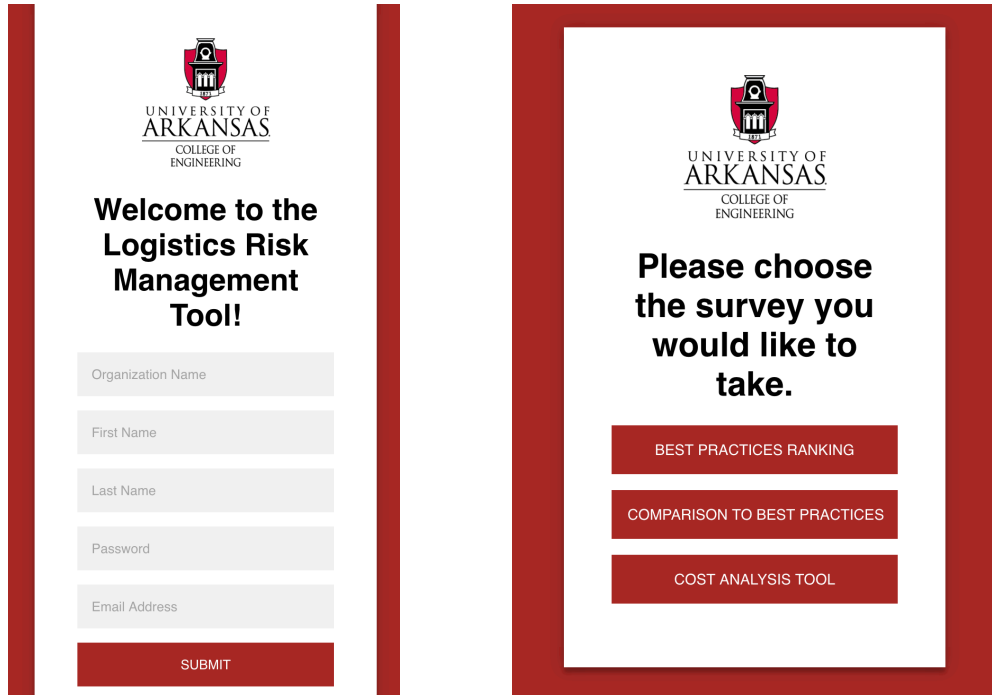 1871
UNIVERSITY OF
ARKANSAS
COLLEGE OF
ENGINEERING
Welcome to the
Logistics Risk
Management
Tool!
Organization Name
First Name
Last Name
Password
Email Address
SUBMIT
1871
UNIVERSITY OF
ARKANSAS
COLLEGE OF
ENGINEERING
Please choose
the survey you
would like to
take.
BEST PRACTICES RANKING
COMPARISON TO BEST PRACTICES
COST ANALYSIS TOOL